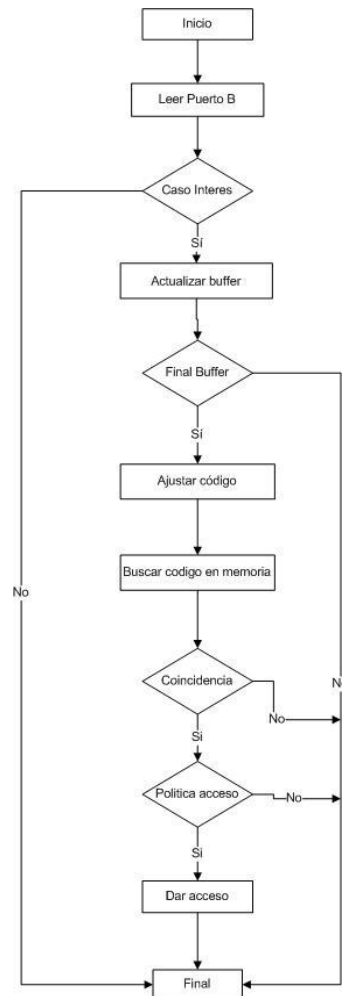 Inicio
Leer Puerto B
Caso Interes
Sí
Actualizar buffer
Final Buffer
Sí
Ajustar código
No
Buscar codigo en memoria
Coincidencia
No
No
Si
Politica acceso
No
Si
Dar acceso
Final